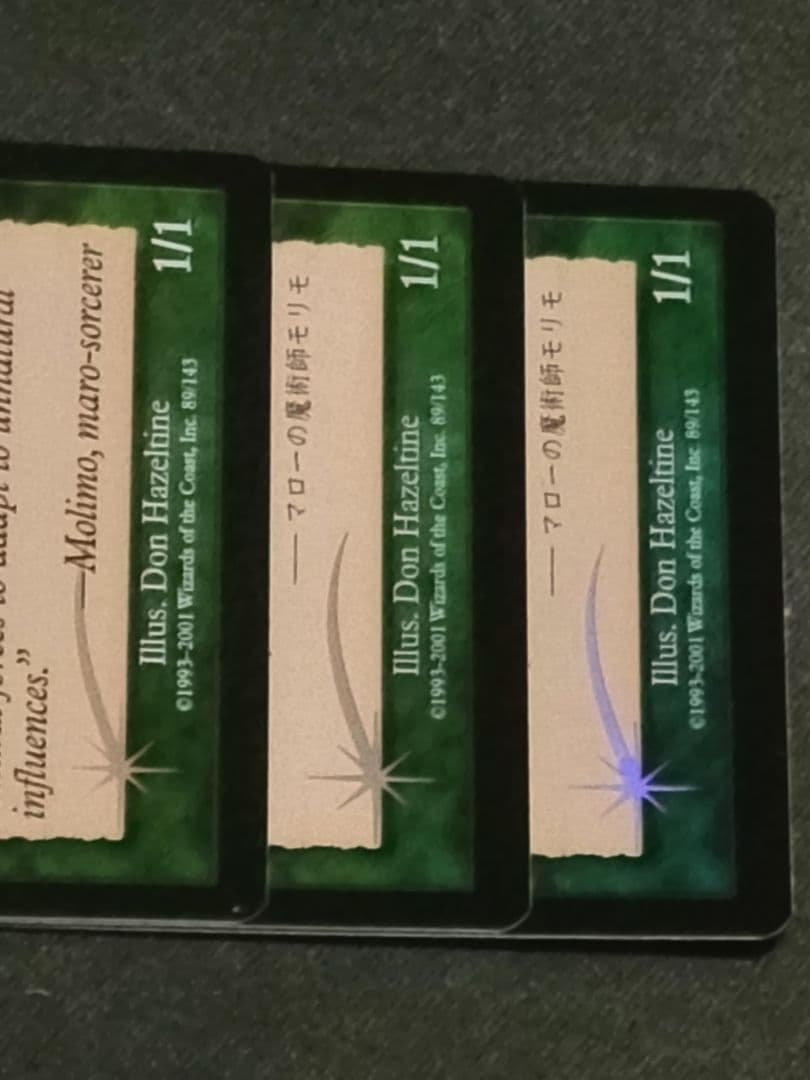 influences.”
—Molimo, maro-sorcerer
1/1
Illus. Don Hazeltine
©1993-2001 Wizards of the Coast, Inc. 89/143
── マローの魔術師モリモ
1/1
Illus. Don Hazeltine
©1993-2001 Wizards of the Coast, Inc. 89/143
── マローの魔術師モリモ
1/1
Illus. Don Hazeltine
©1993-2001 Wizards of the Coast, Inc. 89/143